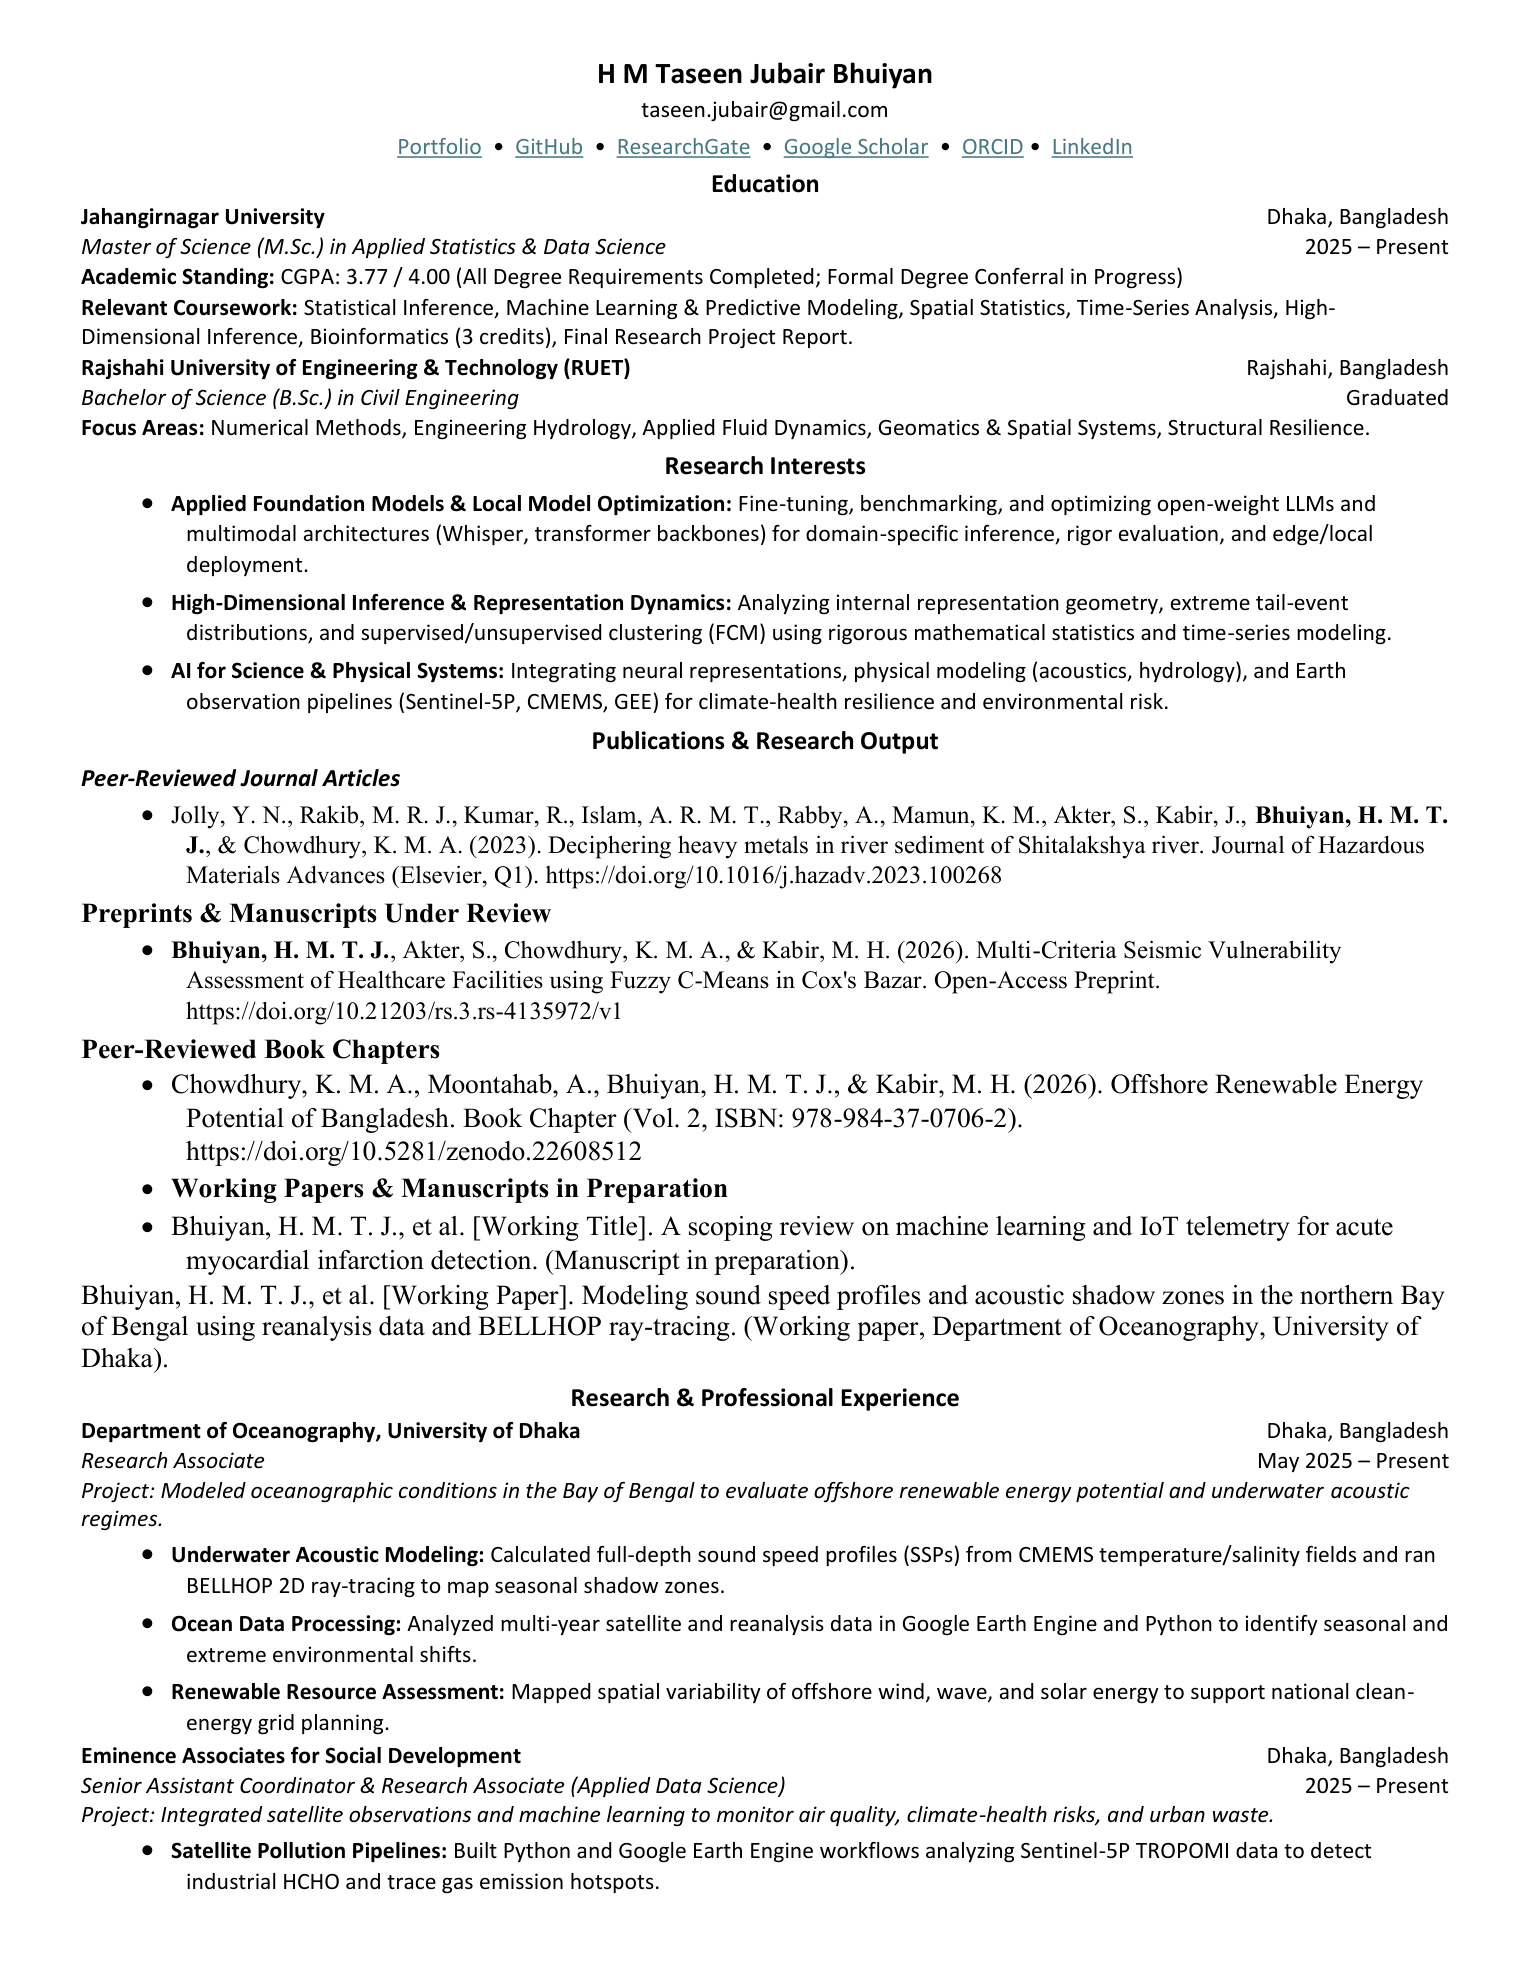 H M Taseen Jubair Bhuiyan
taseen.jubair@gmail.com
Portfolio • GitHub • ResearchGate • Google Scholar • ORCID • LinkedIn
Education
Jahangirnagar University Dhaka, Bangladesh
Master of Science (M.Sc.) in Applied Statistics & Data Science 2025 – Present
Academic Standing: CGPA: 3.77 / 4.00 (All Degree Requirements Completed; Formal Degree Conferral in Progress)
Relevant Coursework: Statistical Inference, Machine Learning & Predictive Modeling, Spatial Statistics, Time-Series Analysis, High-
Dimensional Inference, Bioinformatics (3 credits), Final Research Project Report.
Rajshahi University of Engineering & Technology (RUET) Rajshahi, Bangladesh
Bachelor of Science (B.Sc.) in Civil Engineering Graduated
Focus Areas: Numerical Methods, Engineering Hydrology, Applied Fluid Dynamics, Geomatics & Spatial Systems, Structural Resilience.
Research Interests
• Applied Foundation Models & Local Model Optimization: Fine-tuning, benchmarking, and optimizing open-weight LLMs and
multimodal architectures (Whisper, transformer backbones) for domain-specific inference, rigor evaluation, and edge/local
deployment.
• High-Dimensional Inference & Representation Dynamics: Analyzing internal representation geometry, extreme tail-event
distributions, and supervised/unsupervised clustering (FCM) using rigorous mathematical statistics and time-series modeling.
• AI for Science & Physical Systems: Integrating neural representations, physical modeling (acoustics, hydrology), and Earth
observation pipelines (Sentinel-5P, CMEMS, GEE) for climate-health resilience and environmental risk.
Publications & Research Output
Peer-Reviewed Journal Articles
• Jolly, Y. N., Rakib, M. R. J., Kumar, R., Islam, A. R. M. T., Rabby, A., Mamun, K. M., Akter, S., Kabir, J., Bhuiyan, H. M. T.
J., & Chowdhury, K. M. A. (2023). Deciphering heavy metals in river sediment of Shitalakshya river. Journal of Hazardous
Materials Advances (Elsevier, Q1). https://doi.org/10.1016/j.hazadv.2023.100268
Preprints & Manuscripts Under Review
• Bhuiyan, H. M. T. J., Akter, S., Chowdhury, K. M. A., & Kabir, M. H. (2026). Multi-Criteria Seismic Vulnerability
Assessment of Healthcare Facilities using Fuzzy C-Means in Cox's Bazar. Open-Access Preprint.
https://doi.org/10.21203/rs.3.rs-4135972/v1
Peer-Reviewed Book Chapters
• Chowdhury, K. M. A., Moontahab, A., Bhuiyan, H. M. T. J., & Kabir, M. H. (2026). Offshore Renewable Energy
Potential of Bangladesh. Book Chapter (Vol. 2, ISBN: 978-984-37-0706-2).
https://doi.org/10.5281/zenodo.22608512
• Working Papers & Manuscripts in Preparation
• Bhuiyan, H. M. T. J., et al. [Working Title]. A scoping review on machine learning and IoT telemetry for acute
myocardial infarction detection. (Manuscript in preparation).
Bhuiyan, H. M. T. J., et al. [Working Paper]. Modeling sound speed profiles and acoustic shadow zones in the northern Bay
of Bengal using reanalysis data and BELLHOP ray-tracing. (Working paper, Department of Oceanography, University of
Dhaka).
Research & Professional Experience
Department of Oceanography, University of Dhaka Dhaka, Bangladesh
Research Associate May 2025 – Present
Project: Modeled oceanographic conditions in the Bay of Bengal to evaluate offshore renewable energy potential and underwater acoustic
regimes.
• Underwater Acoustic Modeling: Calculated full-depth sound speed profiles (SSPs) from CMEMS temperature/salinity fields and ran
BELLHOP 2D ray-tracing to map seasonal shadow zones.
• Ocean Data Processing: Analyzed multi-year satellite and reanalysis data in Google Earth Engine and Python to identify seasonal and
extreme environmental shifts.
• Renewable Resource Assessment: Mapped spatial variability of offshore wind, wave, and solar energy to support national clean-
energy grid planning.
Eminence Associates for Social Development Dhaka, Bangladesh
Senior Assistant Coordinator & Research Associate (Applied Data Science) 2025 – Present
Project: Integrated satellite observations and machine learning to monitor air quality, climate-health risks, and urban waste.
• Satellite Pollution Pipelines: Built Python and Google Earth Engine workflows analyzing Sentinel-5P TROPOMI data to detect
industrial HCHO and trace gas emission hotspots.